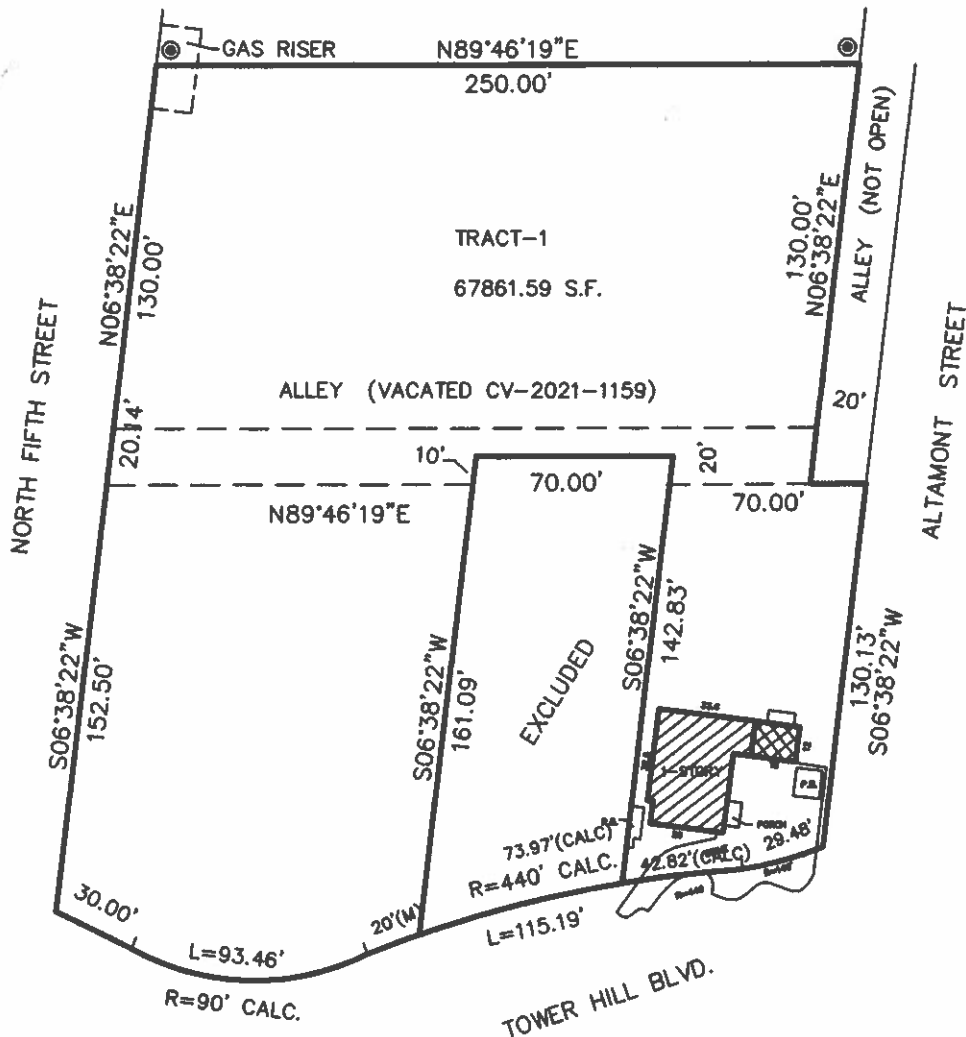 GAS RISER
N89°46'19"E
250.00'
N06°38'22"E
130.00'
TRACT-1
67861.59 S.F.
130.00'
N06°38'22"E
ALLEY (NOT OPEN)
NORTH FIFTH STREET
ALTAMONT STREET
ALLEY (VACATED CV-2021-1159)
20.14'
20'
10'
70.00'
20'
70.00'
N89°46'19"E
S06°38'22"W
152.50'
S06°38'22"W
161.09'
EXCLUDED
S06°38'22"W
142.83'
130.13'
S06°38'22"W
1-STORY
P.B.
PORCH
73.97'(CALC)
R=440' CALC.
42.82'(CALC)
29.48'
30.00'
L=93.46'
R=90' CALC.
20'(M)
L=115.19'
TOWER HILL BLVD.